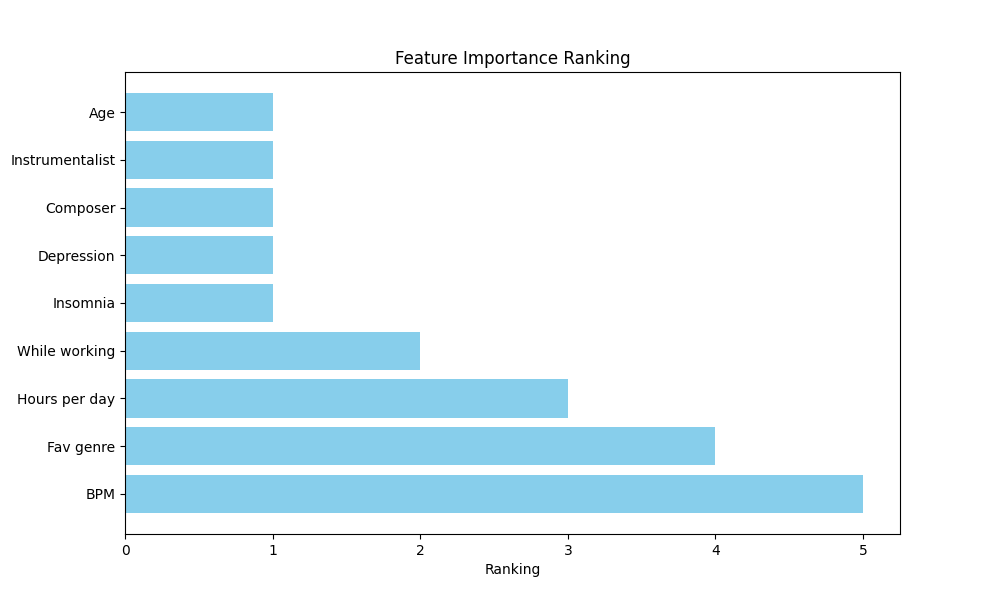 Feature Importance Ranking
Age
Instrumentalist
Composer
Depression
Insomnia
While working
Hours per day
Fav genre
BPM
0 1 2 3 4 5
Ranking